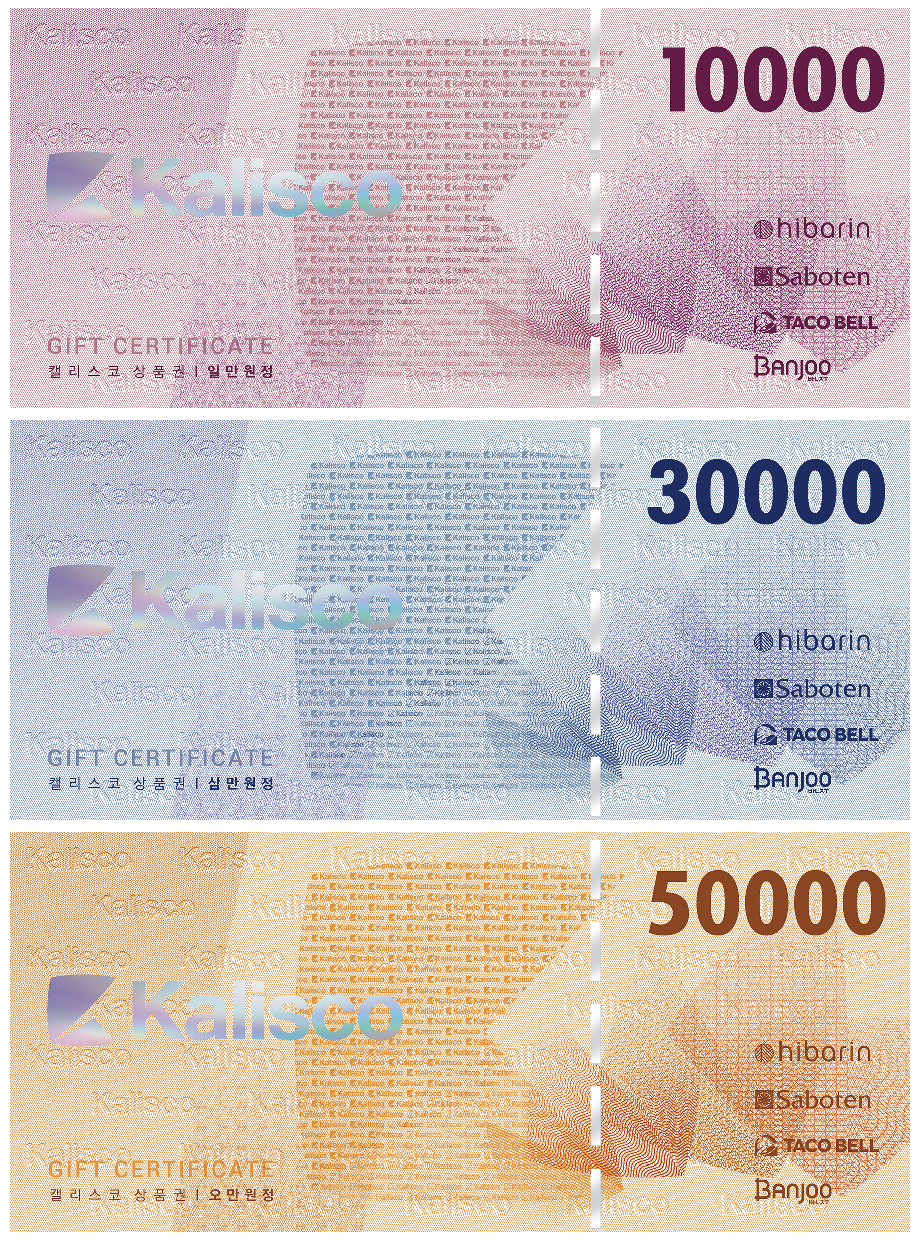 10000
Kalisco
hibarin
Saboten
TACO BELL
BANJOO
GIFT CERTIFICATE
캘리스코 상품권 | 일만원정
30000
Kalisco
hibarin
Saboten
TACO BELL
BANJOO
GIFT CERTIFICATE
캘리스코 상품권 | 삼만원정
50000
Kalisco
hibarin
Saboten
TACO BELL
BANJOO
GIFT CERTIFICATE
캘리스코 상품권 | 오만원정